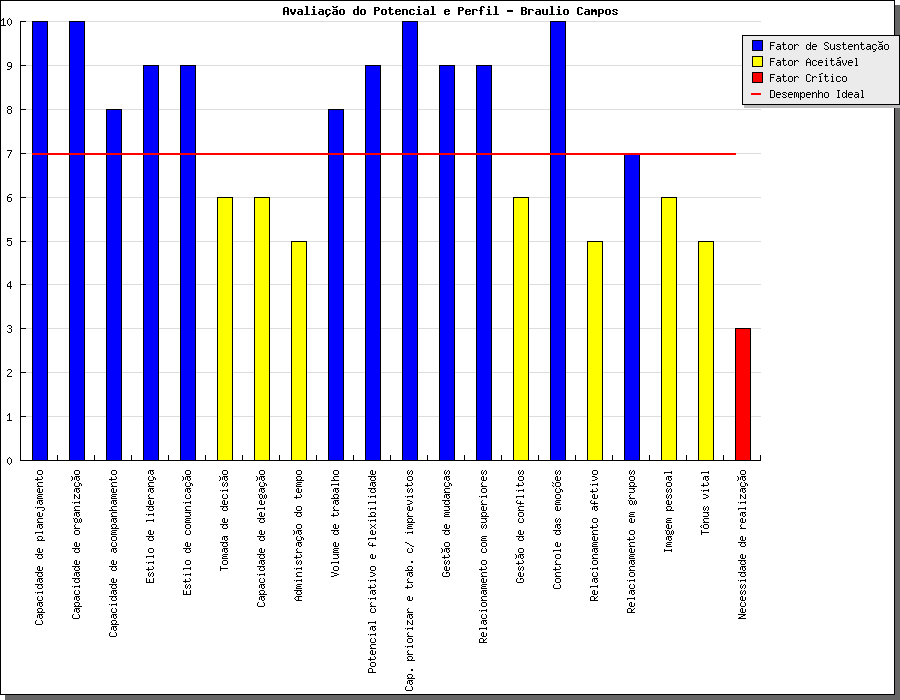 Avaliação do Potencial e Perfil - Braulio Campos
10
9
8
7
6
5
4
3
2
1
0
Fator de Sustentação
Fator Aceitável
Fator Crítico
Desempenho Ideal
Capacidade de planejamento
Capacidade de organização
Capacidade de acompanhamento
Estilo de liderança
Estilo de comunicação
Tomada de decisão
Capacidade de delegação
Administração do tempo
Volume de trabalho
Potencial criativo e flexibilidade
Cap. priorizar e trab. c/ imprevistos
Gestão de mudanças
Relacionamento com superiores
Gestão de conflitos
Controle das emoções
Relacionamento afetivo
Relacionamento em grupos
Imagem pessoal
Tônus vital
Necessidade de realização